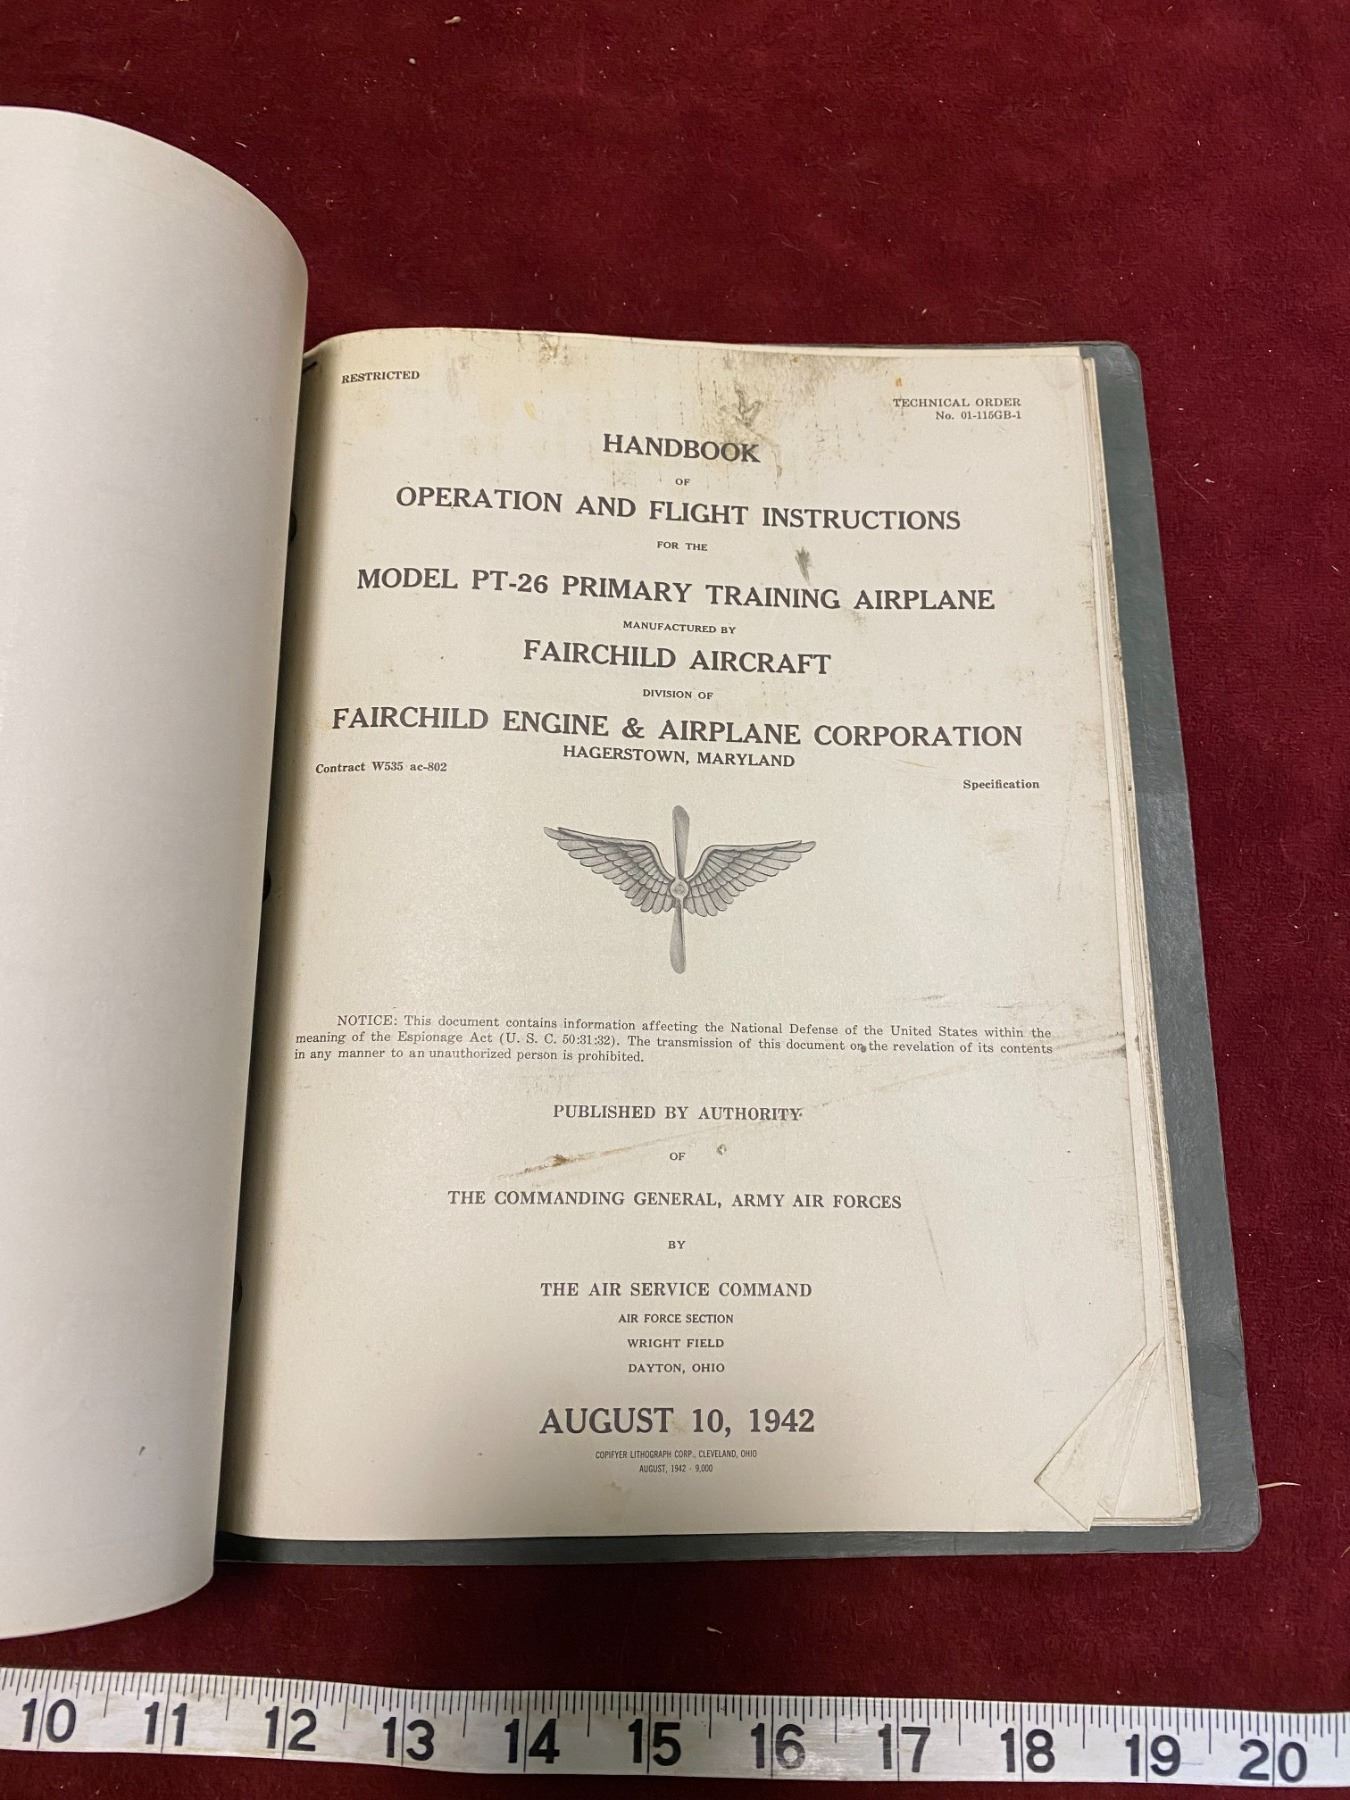 RESTRICTED
TECHNICAL ORDER
No. 01-115GB-1
HANDBOOK
OF
OPERATION AND FLIGHT INSTRUCTIONS
FOR THE
MODEL PT-26 PRIMARY TRAINING AIRPLANE
MANUFACTURED BY
FAIRCHILD AIRCRAFT
DIVISION OF
FAIRCHILD ENGINE & AIRPLANE CORPORATION
HAGERSTOWN, MARYLAND
Contract W535 ac-802
Specification
NOTICE: This document contains information affecting the National Defense of the United States within the
meaning of the Espionage Act (U. S. C. 50:31:32). The transmission of this document or the revelation of its contents
in any manner to an unauthorized person is prohibited.
PUBLISHED BY AUTHORITY
OF
THE COMMANDING GENERAL, ARMY AIR FORCES
BY
THE AIR SERVICE COMMAND
AIR FORCE SECTION
WRIGHT FIELD
DAYTON, OHIO
AUGUST 10, 1942
COPIFYER LITHOGRAPH CORP., CLEVELAND, OHIO
AUGUST, 1942 - 9,000
10 11 12 13 14 15 16 17 18 19 20